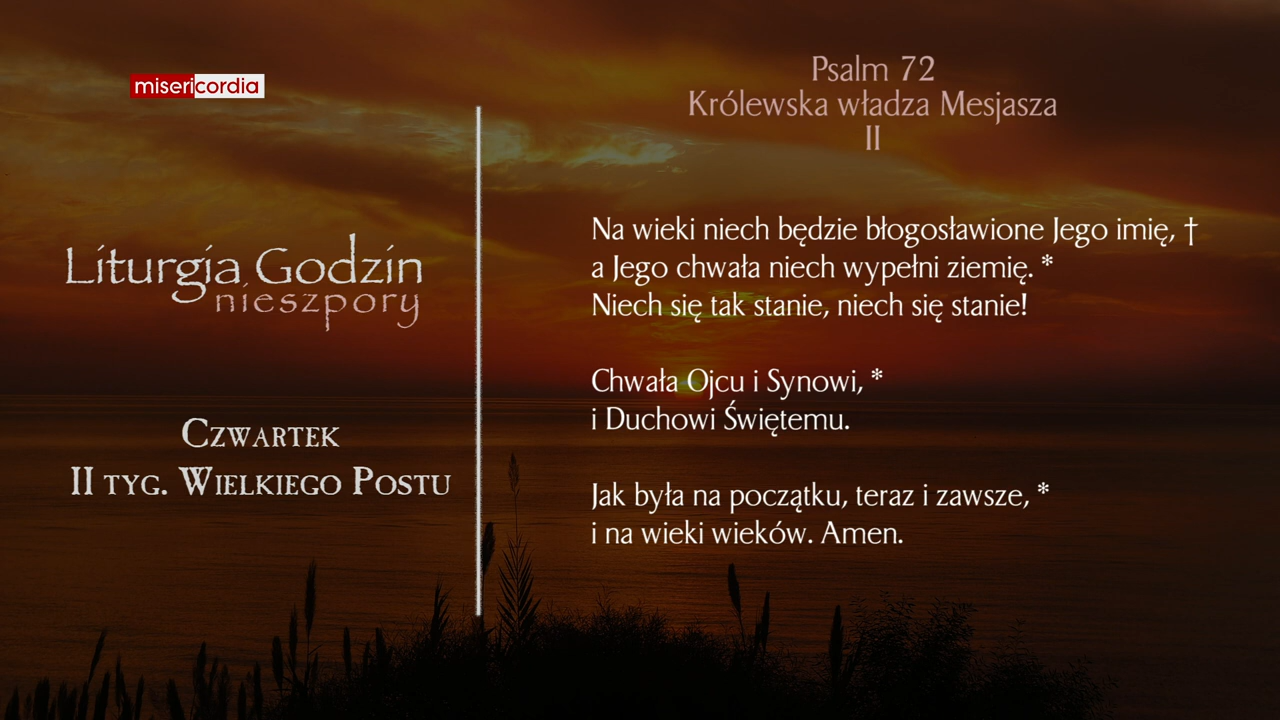 misericordia
Liturgia Godzin
nieszpory
Czwartek
II tyg. Wielkiego Postu
Psalm 72
Królewska władza Mesjasza
II
Na wieki niech będzie błogosławione Jego imię, †
a Jego chwała niech wypełni ziemię. *
Niech się tak stanie, niech się stanie!
Chwała Ojcu i Synowi, *
i Duchowi Świętemu.
Jak była na początku, teraz i zawsze, *
i na wieki wieków. Amen.